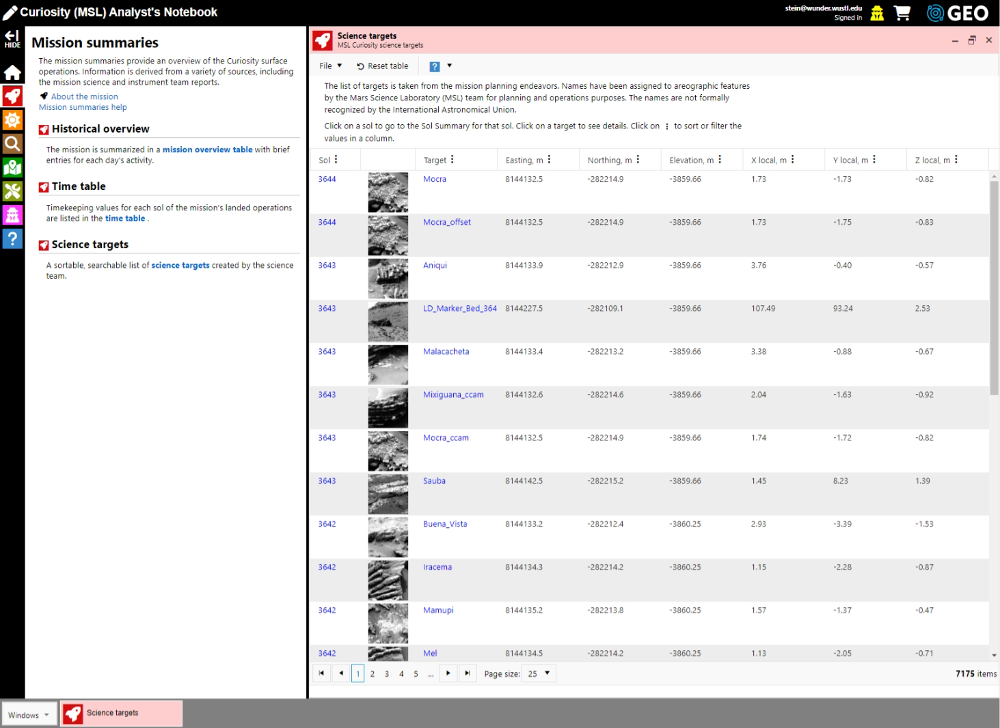 Curiosity (MSL) Analyst's Notebook
stein@wunder.wustl.edu
Signed in
GEO
HIDE
Mission summaries
The mission summaries provide an overview of the Curiosity surface
operations. Information is derived from a variety of sources, including
the mission science and instrument team reports.
About the mission
Mission summaries help
Historical overview
The mission is summarized in a mission overview table with brief
entries for each day's activity.
Time table
Timekeeping values for each sol of the mission's landed operations
are listed in the time table .
Science targets
A sortable, searchable list of science targets created by the science
team.
?
Science targets
MSL Curiosity science targets
File Reset table ?
The list of targets is taken from the mission planning endeavors. Names have been assigned to areographic features
by the Mars Science Laboratory (MSL) team for planning and operations purposes. The names are not formally
recognized by the International Astronomical Union.
Click on a sol to go to the Sol Summary for that sol. Click on a target to see details. Click on ⋮ to sort or filter the
values in a column.
Sol Target Easting, m Northing, m Elevation, m X local, m Y local, m Z local, m
3644 Mocra 8144132.5 -282214.9 -3859.66 1.73 -1.73 -0.82
3644 Mocra_offset 8144132.5 -282214.9 -3859.66 1.73 -1.75 -0.83
3643 Aniqui 8144133.9 -282212.9 -3859.66 3.76 -0.40 -0.57
3643 LD_Marker_Bed_364 8144227.5 -282109.1 -3859.66 107.49 93.24 2.53
3643 Malacacheta 8144133.4 -282213.2 -3859.66 3.38 -0.88 -0.67
3643 Mixiguana_ccam 8144132.6 -282214.6 -3859.66 2.04 -1.63 -0.92
3643 Mocra_ccam 8144132.5 -282214.9 -3859.66 1.74 -1.72 -0.82
3643 Sauba 8144142.5 -282215.2 -3859.66 1.45 8.23 1.39
3642 Buena_Vista 8144133.2 -282212.4 -3860.25 2.93 -3.39 -1.53
3642 Iracema 8144134.3 -282214.2 -3860.25 1.15 -2.28 -0.87
3642 Mamupi 8144135.2 -282213.8 -3860.25 1.57 -1.37 -0.47
3642 Mel 8144134.5 -282214.2 -3860.25 1.13 -2.05 -0.71
1 2 3 4 5 ... Page size: 25 7175 items
Windows Science targets